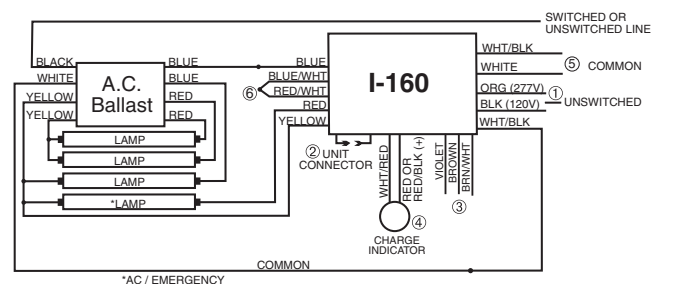 SWITCHED OR
UNSWITCHED LINE
BLACK
BLUE
BLUE
WHT/BLK
WHITE
BLUE
BLUE/WHT
WHITE
⑤ COMMON
A.C.
Ballast
I-160
YELLOW
RED
⑥
RED/WHT
ORG (277V)
①
RED
BLK (120V)
UNSWITCHED
YELLOW
RED
YELLOW
WHT/BLK
LAMP
LAMP
LAMP
*LAMP
② UNIT
CONNECTOR
WHT/RED
RED OR
RED/BLK (+)
VIOLET
BROWN
BRN/WHT
③
④
CHARGE
INDICATOR
COMMON
*AC / EMERGENCY